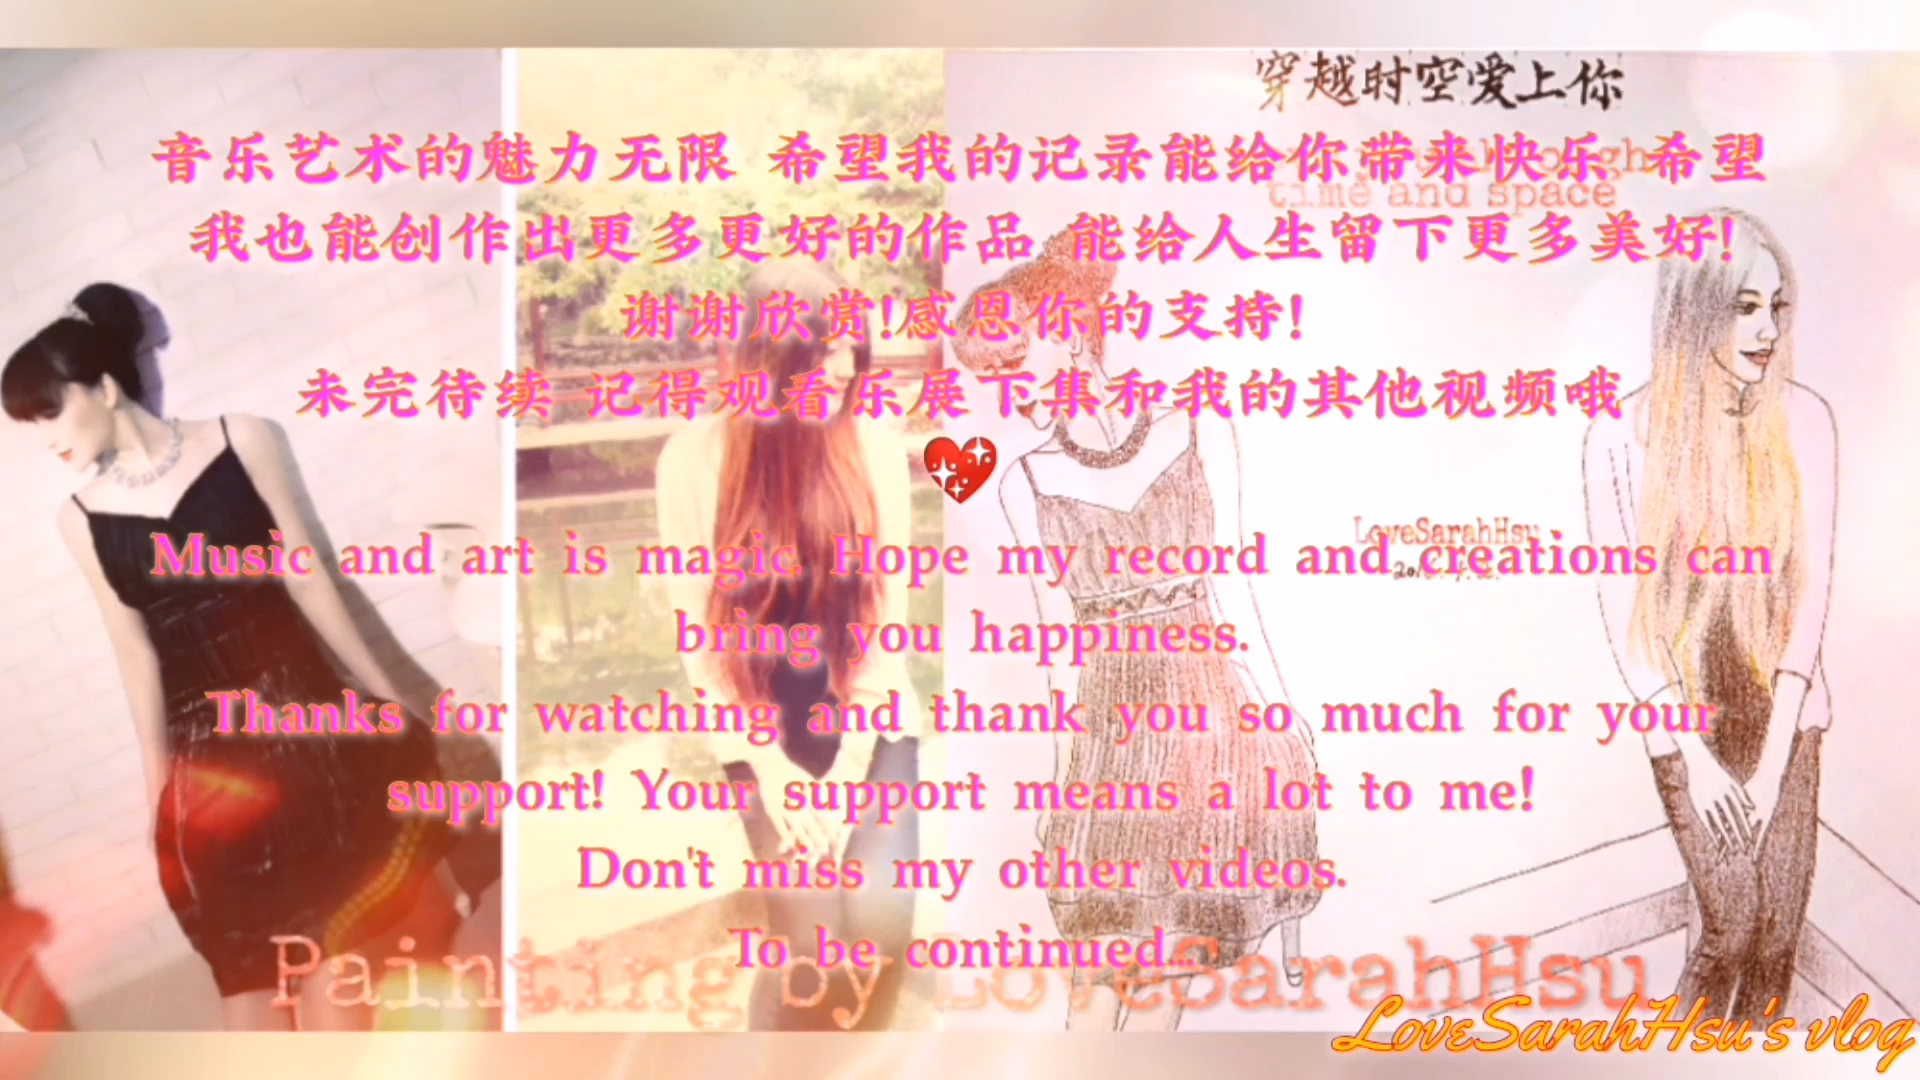 穿越时空爱上你
time and space
音乐艺术的魅力无限 希望我的记录能给你带来快乐 希望
我也能创作出更多更好的作品 能给人生留下更多美好!
谢谢欣赏!感恩你的支持!
未完待续 记得观看乐展下集和我的其他视频哦
Music and art is magic. Hope my record and creations can
bring you happiness.
Thanks for watching and thank you so much for your
support! Your support means a lot to me!
Don't miss my other videos.
To be continued...
LoveSarahHsu
Painting by LoveSarahHsu
LoveSarahHsu's vlog